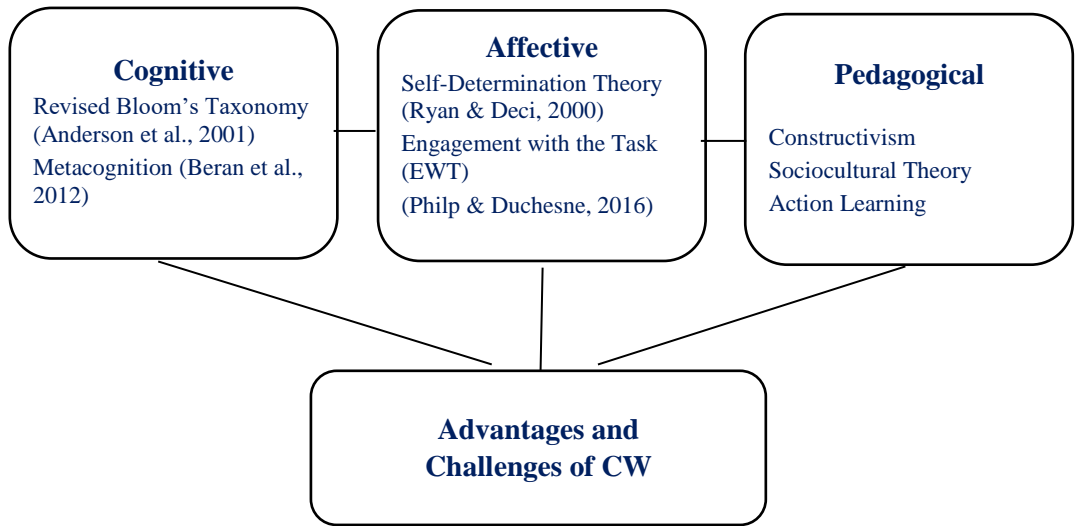 Cognitive
Revised Bloom’s Taxonomy
(Anderson et al., 2001)
Metacognition (Beran et al.,
2012)
Affective
Self-Determination Theory
(Ryan & Deci, 2000)
Engagement with the Task
(EWT)
(Philp & Duchesne, 2016)
Pedagogical
Constructivism
Sociocultural Theory
Action Learning
Advantages and
Challenges of CW